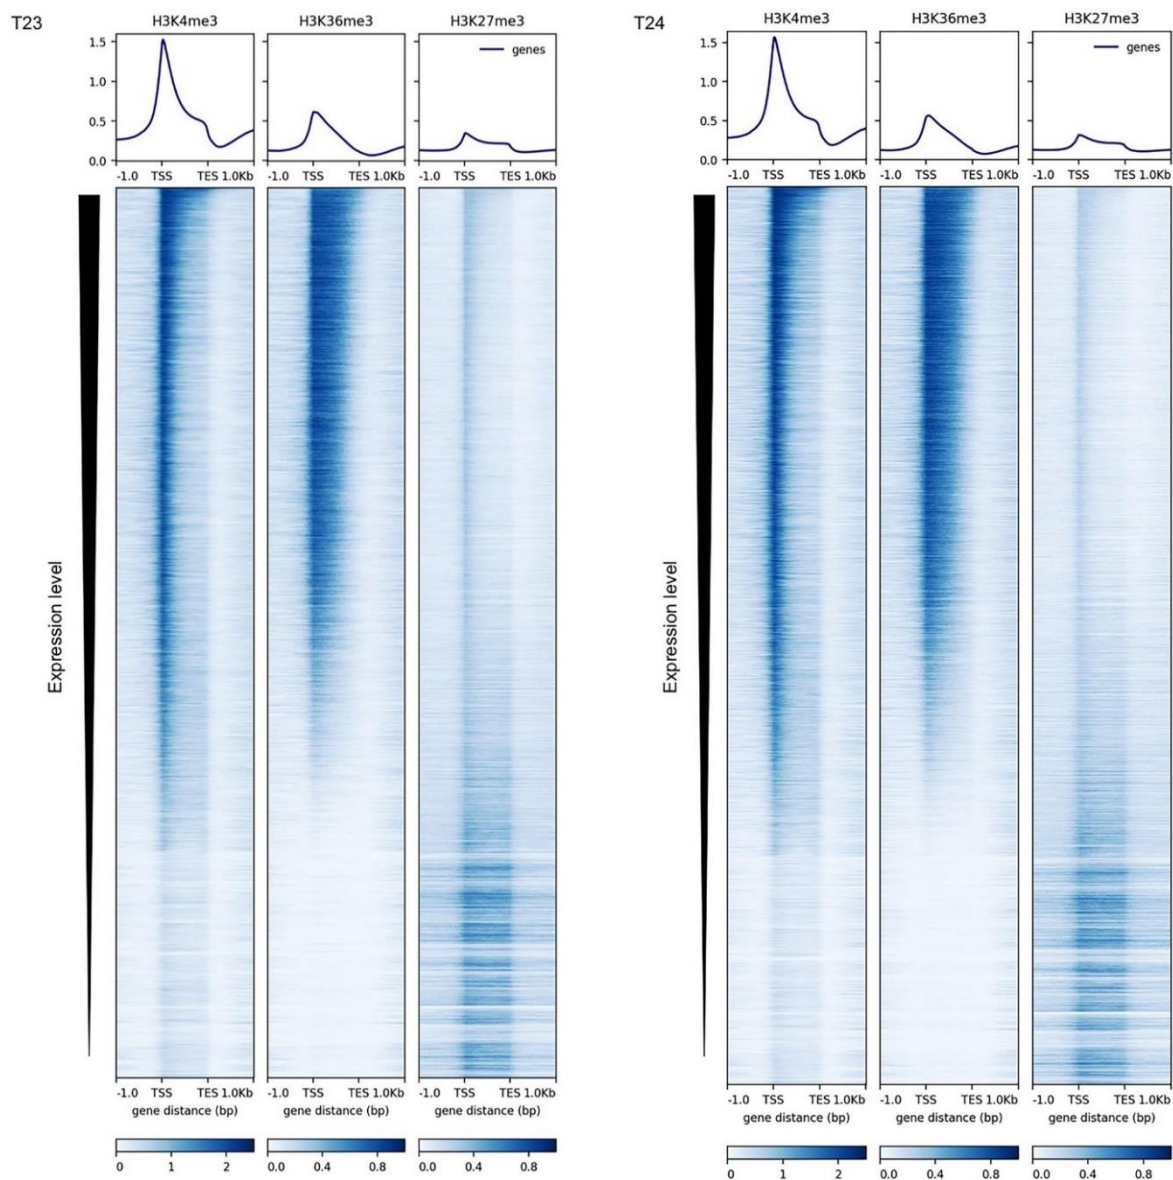 T23
H3K4me3 H3K36me3 H3K27me3
genes
1.5
1.0
0.5
0.0
-1.0 TSS TES 1.0Kb -1.0 TSS TES 1.0Kb -1.0 TSS TES 1.0Kb
Expression level
-1.0 TSS TES 1.0Kb -1.0 TSS TES 1.0Kb -1.0 TSS TES 1.0Kb
gene distance (bp) gene distance (bp) gene distance (bp)
0 1 2 0.0 0.4 0.8 0.0 0.4 0.8
T24
H3K4me3 H3K36me3 H3K27me3
genes
1.5
1.0
0.5
0.0
-1.0 TSS TES 1.0Kb -1.0 TSS TES 1.0Kb -1.0 TSS TES 1.0Kb
Expression level
-1.0 TSS TES 1.0Kb -1.0 TSS TES 1.0Kb -1.0 TSS TES 1.0Kb
gene distance (bp) gene distance (bp) gene distance (bp)
0 1 2 0.0 0.4 0.8 0.0 0.4 0.8